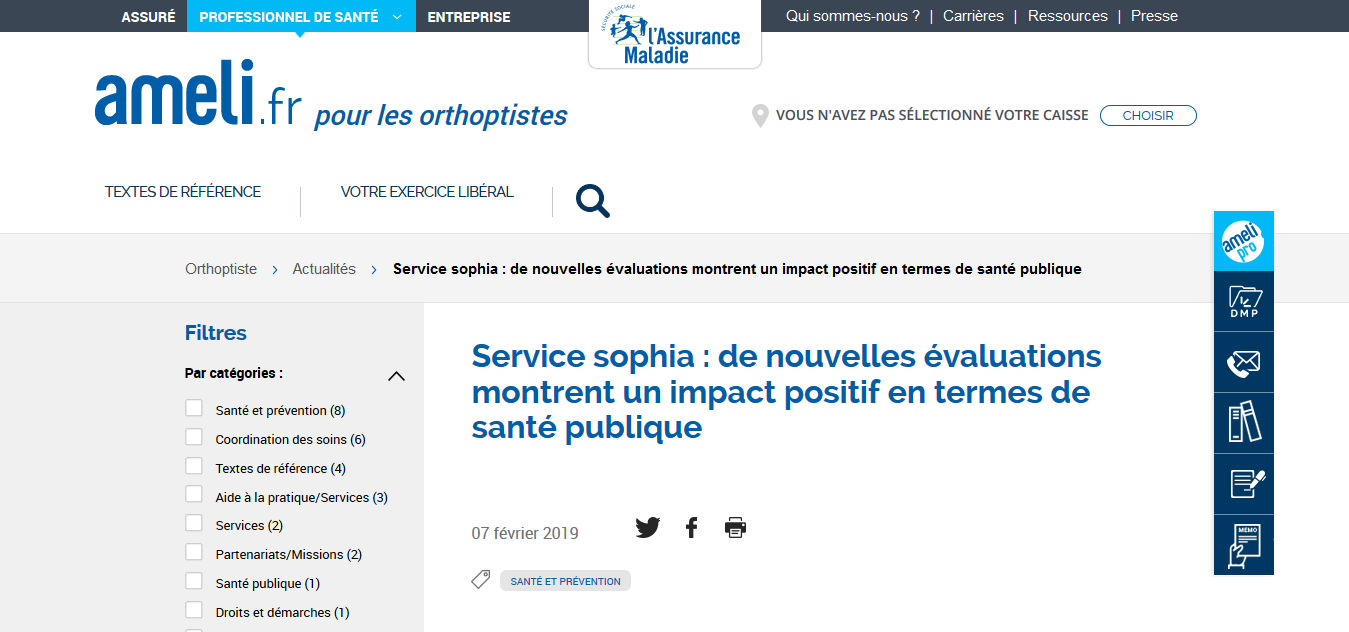 ASSURÉ
PROFESSIONNEL DE SANTÉ
ENTREPRISE
SÉCURITÉ SOCIALE
l'Assurance
Maladie
Qui sommes-nous ? | Carrières | Ressources | Presse
ameli.fr pour les orthoptistes
VOUS N'AVEZ PAS SÉLECTIONNÉ VOTRE CAISSE
CHOISIR
TEXTES DE RÉFÉRENCE
VOTRE EXERCICE LIBÉRAL
ameli
pro
DMP
MEMO
Orthoptiste > Actualités > Service sophia : de nouvelles évaluations montrent un impact positif en termes de santé publique
Filtres
Par catégories :
Santé et prévention (8)
Coordination des soins (6)
Textes de référence (4)
Aide à la pratique/Services (3)
Services (2)
Partenariats/Missions (2)
Santé publique (1)
Droits et démarches (1)
Service sophia : de nouvelles évaluations
montrent un impact positif en termes de
santé publique
07 février 2019
SANTÉ ET PRÉVENTION